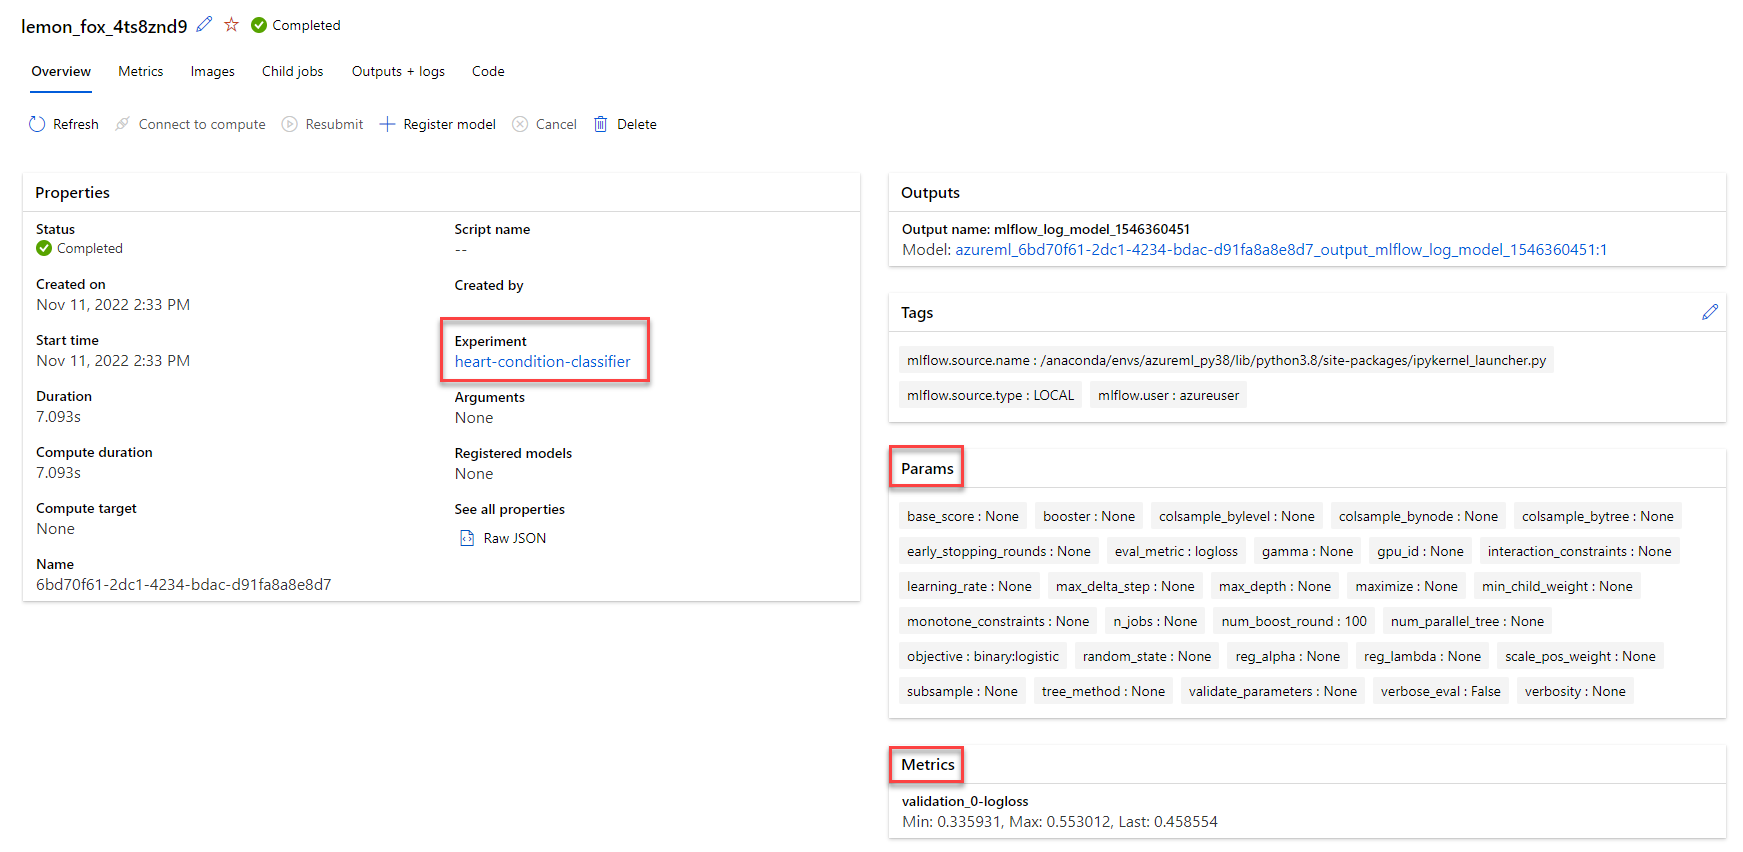 lemon_fox_4ts8znd9 Completed
Overview Metrics Images Child jobs Outputs + logs Code
Refresh Connect to compute Resubmit Register model Cancel Delete
Properties
Status
Completed
Created on
Nov 11, 2022 2:33 PM
Start time
Nov 11, 2022 2:33 PM
Duration
7.093s
Compute duration
7.093s
Compute target
None
Name
6bd70f61-2dc1-4234-bdac-d91fa8a8e8d7
Script name
--
Created by
Experiment
heart-condition-classifier
Arguments
None
Registered models
None
See all properties
Raw JSON
Outputs
Output name: mlflow_log_model_1546360451
Model: azureml_6bd70f61-2dc1-4234-bdac-d91fa8a8e8d7_output_mlflow_log_model_1546360451:1
Tags
mlflow.source.name : /anaconda/envs/azureml_py38/lib/python3.8/site-packages/ipykernel_launcher.py
mlflow.source.type : LOCAL mlflow.user : azureuser
Params
base_score : None booster : None colsample_bylevel : None colsample_bynode : None colsample_bytree : None
early_stopping_rounds : None eval_metric : logloss gamma : None gpu_id : None interaction_constraints : None
learning_rate : None max_delta_step : None max_depth : None maximize : None min_child_weight : None
monotone_constraints : None n_jobs : None num_boost_round : 100 num_parallel_tree : None
objective : binary:logistic random_state : None reg_alpha : None reg_lambda : None scale_pos_weight : None
subsample : None tree_method : None validate_parameters : None verbose_eval : False verbosity : None
Metrics
validation_0-logloss
Min: 0.335931, Max: 0.553012, Last: 0.458554